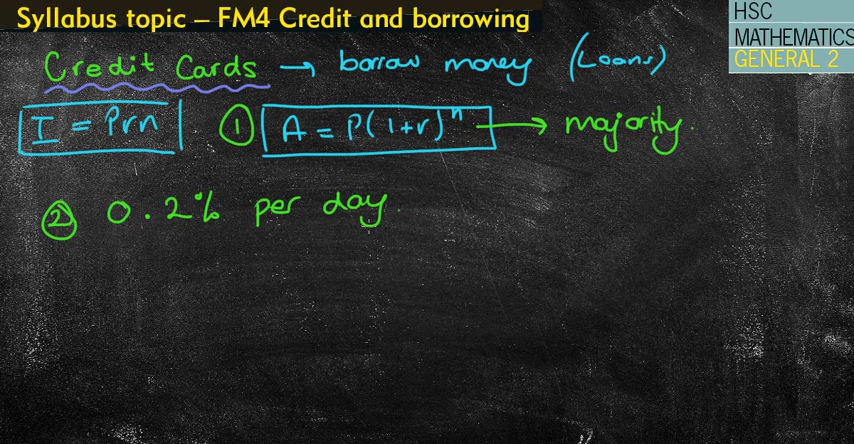 Syllabus topic – FM4 Credit and borrowing
HSC
MATHEMATICS
GENERAL 2
Credit Cards → borrow money (Loans)
I = Prn ① A = P(1+r)ⁿ → majority.
② 0.2% per day.